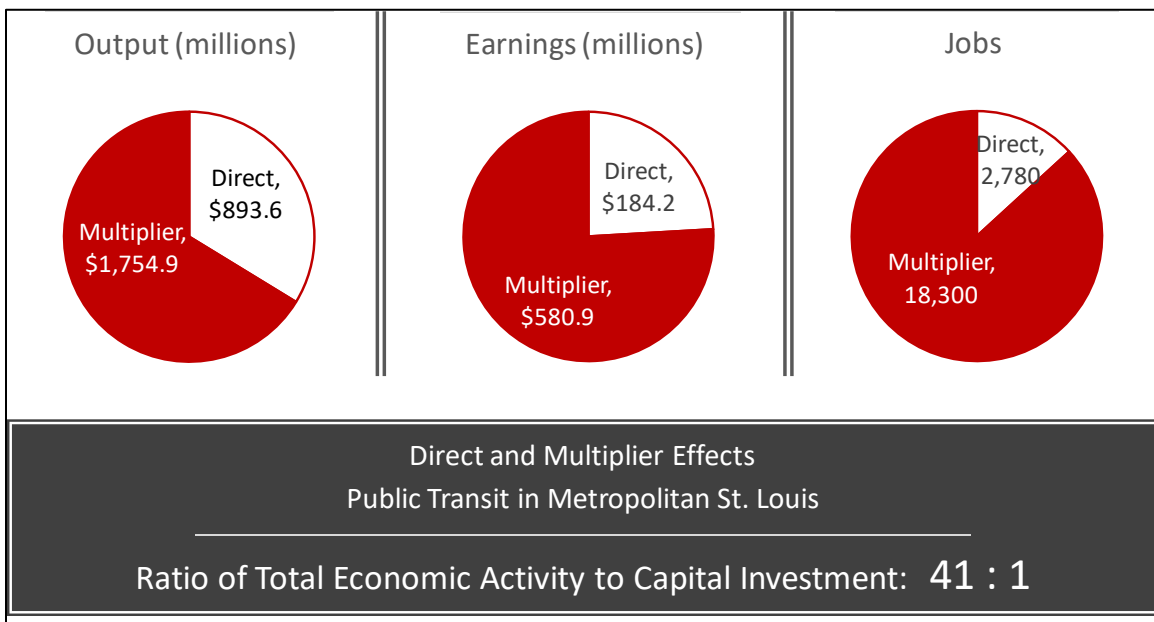 Output (millions)
Direct,
$893.6
Multiplier,
$1,754.9
Earnings (millions)
Direct,
$184.2
Multiplier,
$580.9
Jobs
Direct,
2,780
Multiplier,
18,300
Direct and Multiplier Effects
Public Transit in Metropolitan St. Louis
Ratio of Total Economic Activity to Capital Investment: 41 : 1